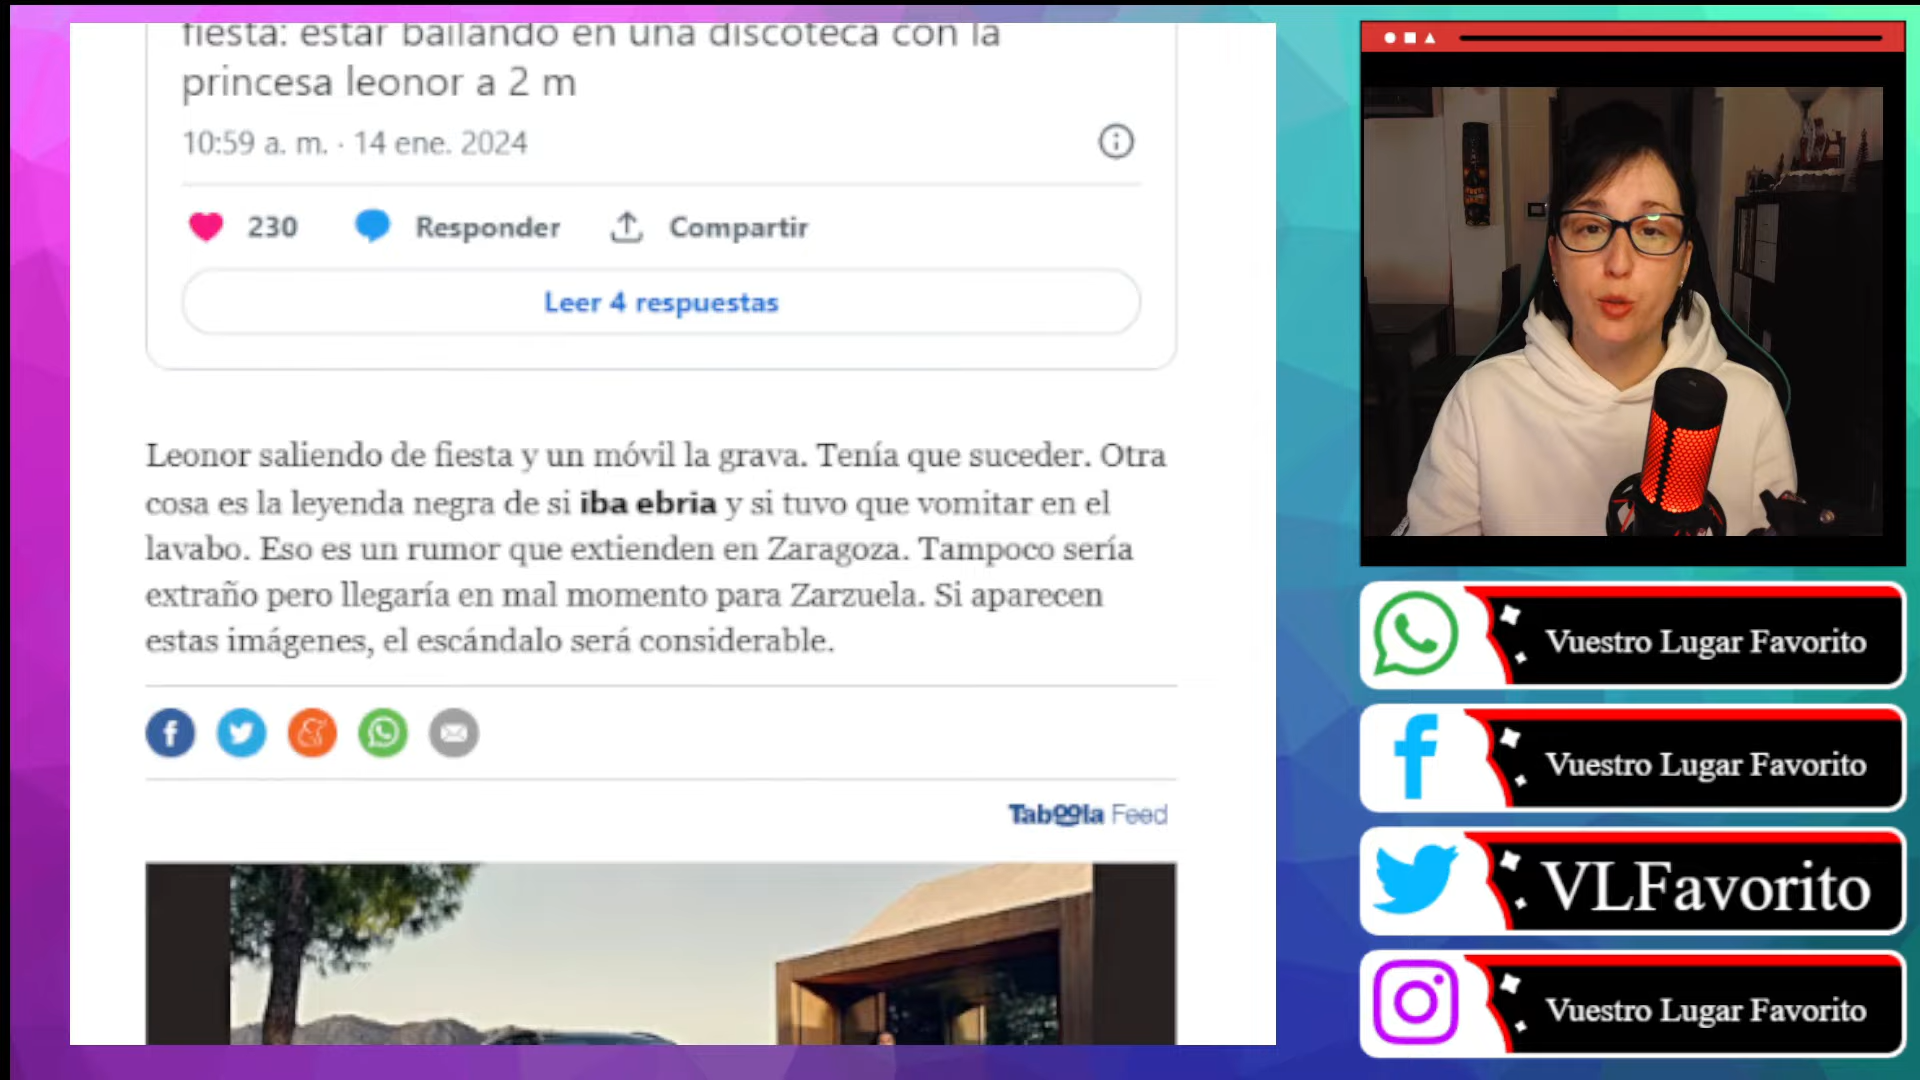 fiesta: estar bailando en una discoteca con la
princesa leonor a 2 m
10:59 a. m. · 14 ene. 2024
230 Responder Compartir
Leer 4 respuestas
Leonor saliendo de fiesta y un móvil la grava. Tenía que suceder. Otra
cosa es la leyenda negra de si iba ebria y si tuvo que vomitar en el
lavabo. Eso es un rumor que extienden en Zaragoza. Tampoco sería
extraño pero llegaría en mal momento para Zarzuela. Si aparecen
estas imágenes, el escándalo será considerable.
Taboola Feed
Vuestro Lugar Favorito
Vuestro Lugar Favorito
VLFavorito
Vuestro Lugar Favorito